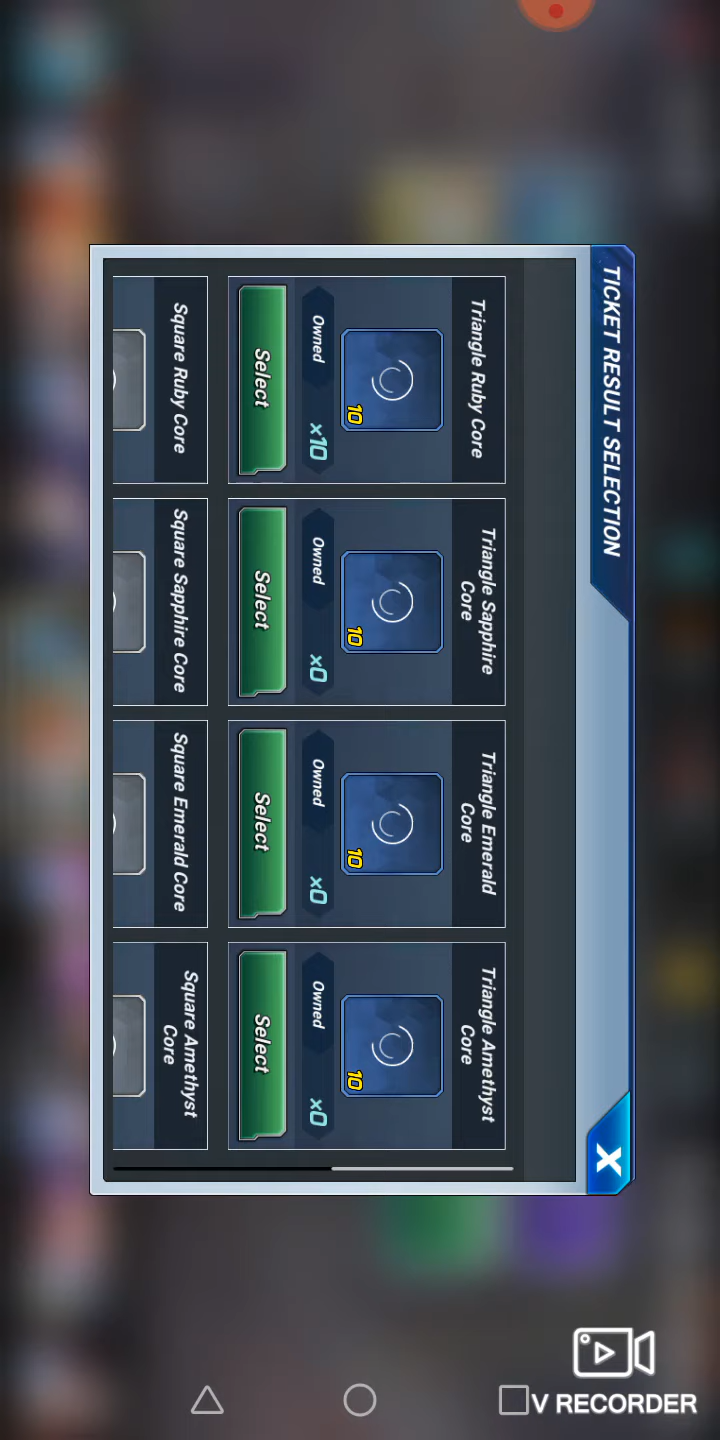 TICKET RESULT SELECTION
X
Triangle Ruby Core
10
Owned x10
Select
Triangle Sapphire
Core
10
Owned x0
Select
Triangle Emerald
Core
10
Owned x0
Select
Triangle Amethyst
Core
10
Owned x0
Select
Square Ruby Core
Square Sapphire Core
Square Emerald Core
Square Amethyst
Core
V RECORDER